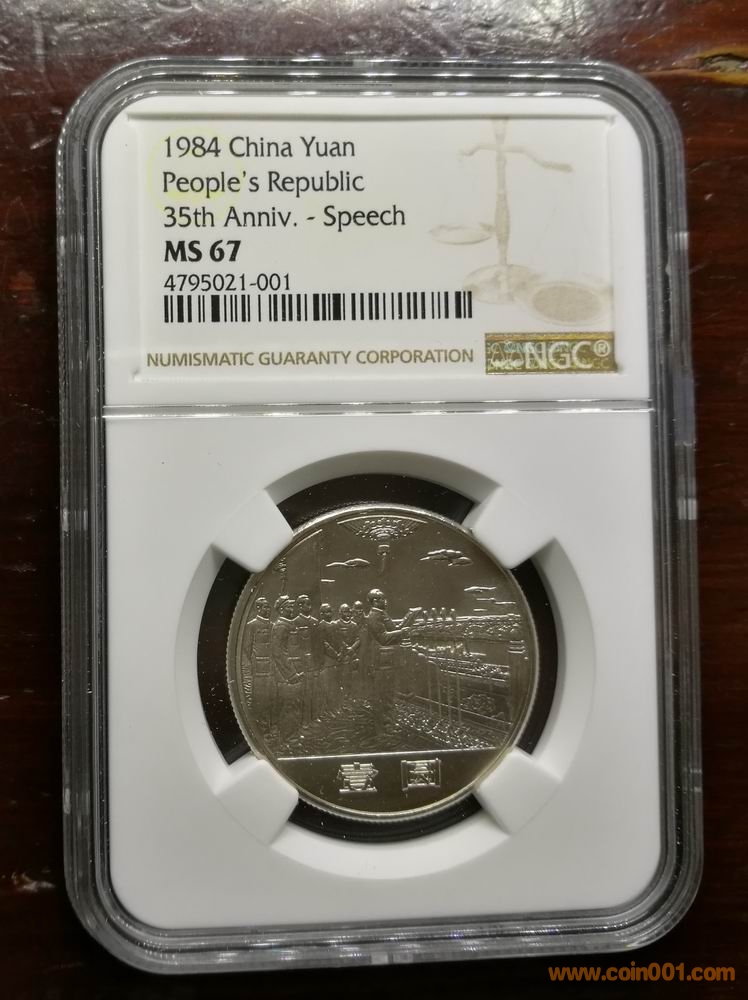 1984 China Yuan
People's Republic
35th Anniv. - Speech
MS 67
4795021-001
NUMISMATIC GUARANTY CORPORATION
NGC®
壹圆
www.coin001.com